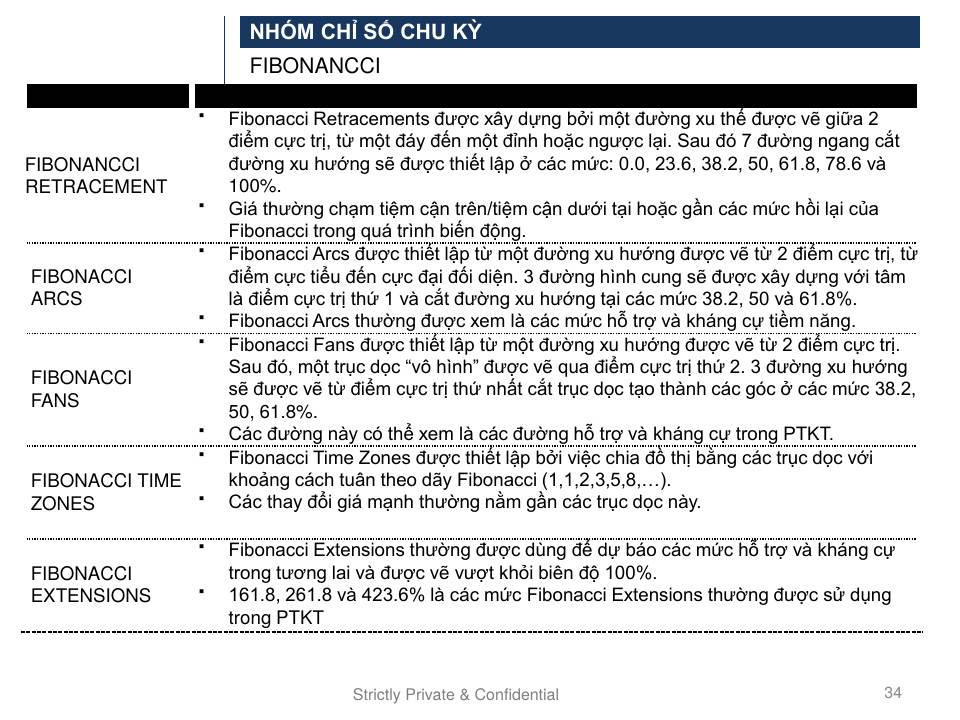 NHÓM CHỈ SỐ CHU KỲ
FIBONANCCI
FIBONANCCI
RETRACEMENT
▪ Fibonacci Retracements được xây dựng bởi một đường xu thế được vẽ giữa 2
điểm cực trị, từ một đáy đến một đỉnh hoặc ngược lại. Sau đó 7 đường ngang cắt
đường xu hướng sẽ được thiết lập ở các mức: 0.0, 23.6, 38.2, 50, 61.8, 78.6 và
100%.
▪ Giá thường chạm tiệm cận trên/tiệm cận dưới tại hoặc gần các mức hồi lại của
Fibonacci trong quá trình biến động.
FIBONACCI
ARCS
▪ Fibonacci Arcs được thiết lập từ một đường xu hướng được vẽ từ 2 điểm cực trị, từ
điểm cực tiểu đến cực đại đối diện. 3 đường hình cung sẽ được xây dựng với tâm
là điểm cực trị thứ 1 và cắt đường xu hướng tại các mức 38.2, 50 và 61.8%.
▪ Fibonacci Arcs thường được xem là các mức hỗ trợ và kháng cự tiềm năng.
FIBONACCI
FANS
▪ Fibonacci Fans được thiết lập từ một đường xu hướng được vẽ từ 2 điểm cực trị.
Sau đó, một trục dọc “vô hình” được vẽ qua điểm cực trị thứ 2. 3 đường xu hướng
sẽ được vẽ từ điểm cực trị thứ nhất cắt trục dọc tạo thành các góc ở các mức 38.2,
50, 61.8%.
▪ Các đường này có thể xem là các đường hỗ trợ và kháng cự trong PTKT.
FIBONACCI TIME
ZONES
▪ Fibonacci Time Zones được thiết lập bởi việc chia đồ thị bằng các trục dọc với
khoảng cách tuân theo dãy Fibonacci (1,1,2,3,5,8,…).
▪ Các thay đổi giá mạnh thường nằm gần các trục dọc này.
FIBONACCI
EXTENSIONS
▪ Fibonacci Extensions thường được dùng để dự báo các mức hỗ trợ và kháng cự
trong tương lai và được vẽ vượt khỏi biên độ 100%.
▪ 161.8, 261.8 và 423.6% là các mức Fibonacci Extensions thường được sử dụng
trong PTKT
Strictly Private & Confidential
34